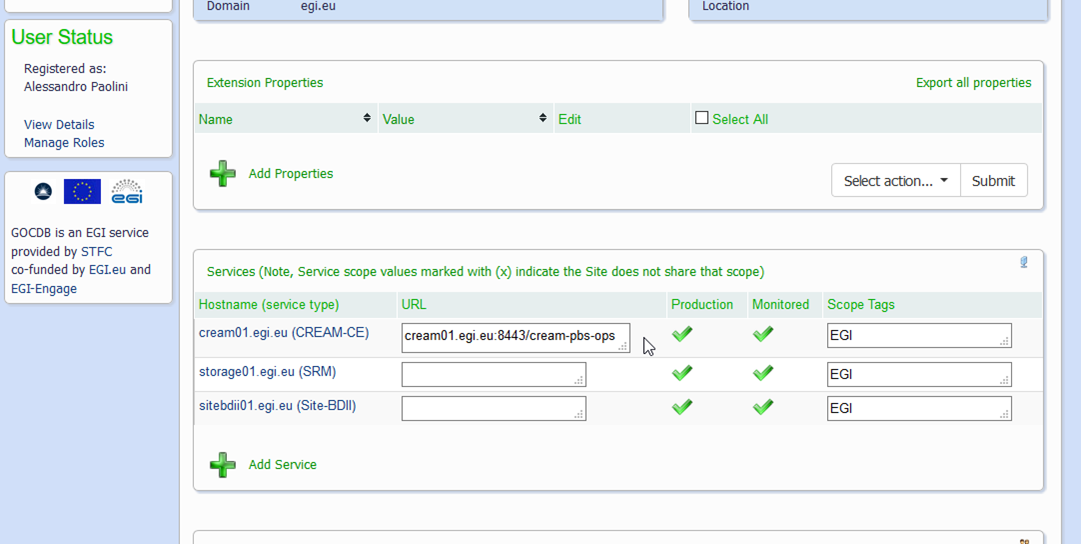 Domain egi.eu
Location
User Status
Registered as:
Alessandro Paolini
View Details
Manage Roles
egi
GOCDB is an EGI service
provided by STFC
co-funded by EGI.eu and
EGI-Engage
Extension Properties
Export all properties
Name Value Edit Select All
Add Properties
Select action... Submit
Services (Note, Service scope values marked with (x) indicate the Site does not share that scope)
Hostname (service type) URL Production Monitored Scope Tags
cream01.egi.eu (CREAM-CE) cream01.egi.eu:8443/cream-pbs-ops EGI
storage01.egi.eu (SRM) EGI
sitebdii01.egi.eu (Site-BDII) EGI
Add Service